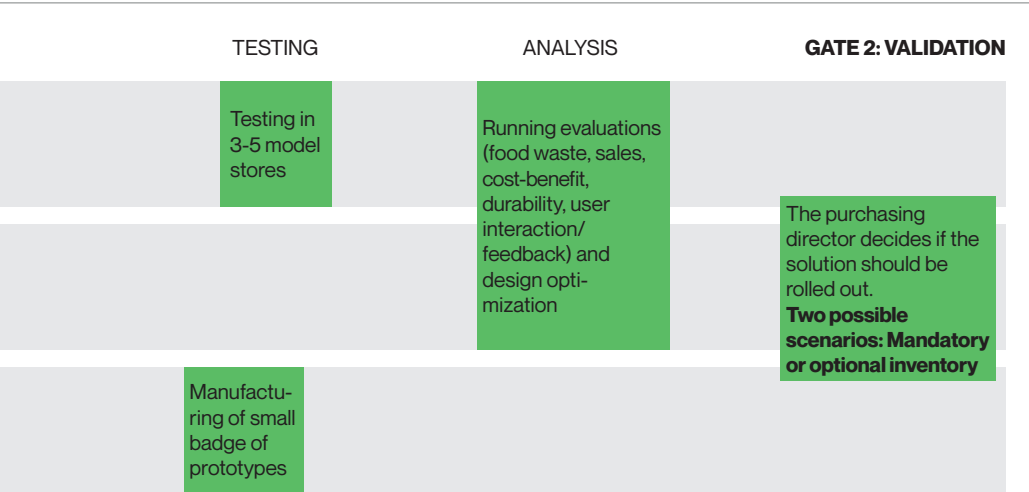 TESTING
ANALYSIS
GATE 2: VALIDATION
Testing in
3-5 model
stores
Running evaluations
(food waste, sales,
cost-benefit,
durability, user
interaction/
feedback) and
design opti-
mization
The purchasing
director decides if the
solution should be
rolled out.
Two possible
scenarios: Mandatory
or optional inventory
Manufactu-
ring of small
badge of
prototypes